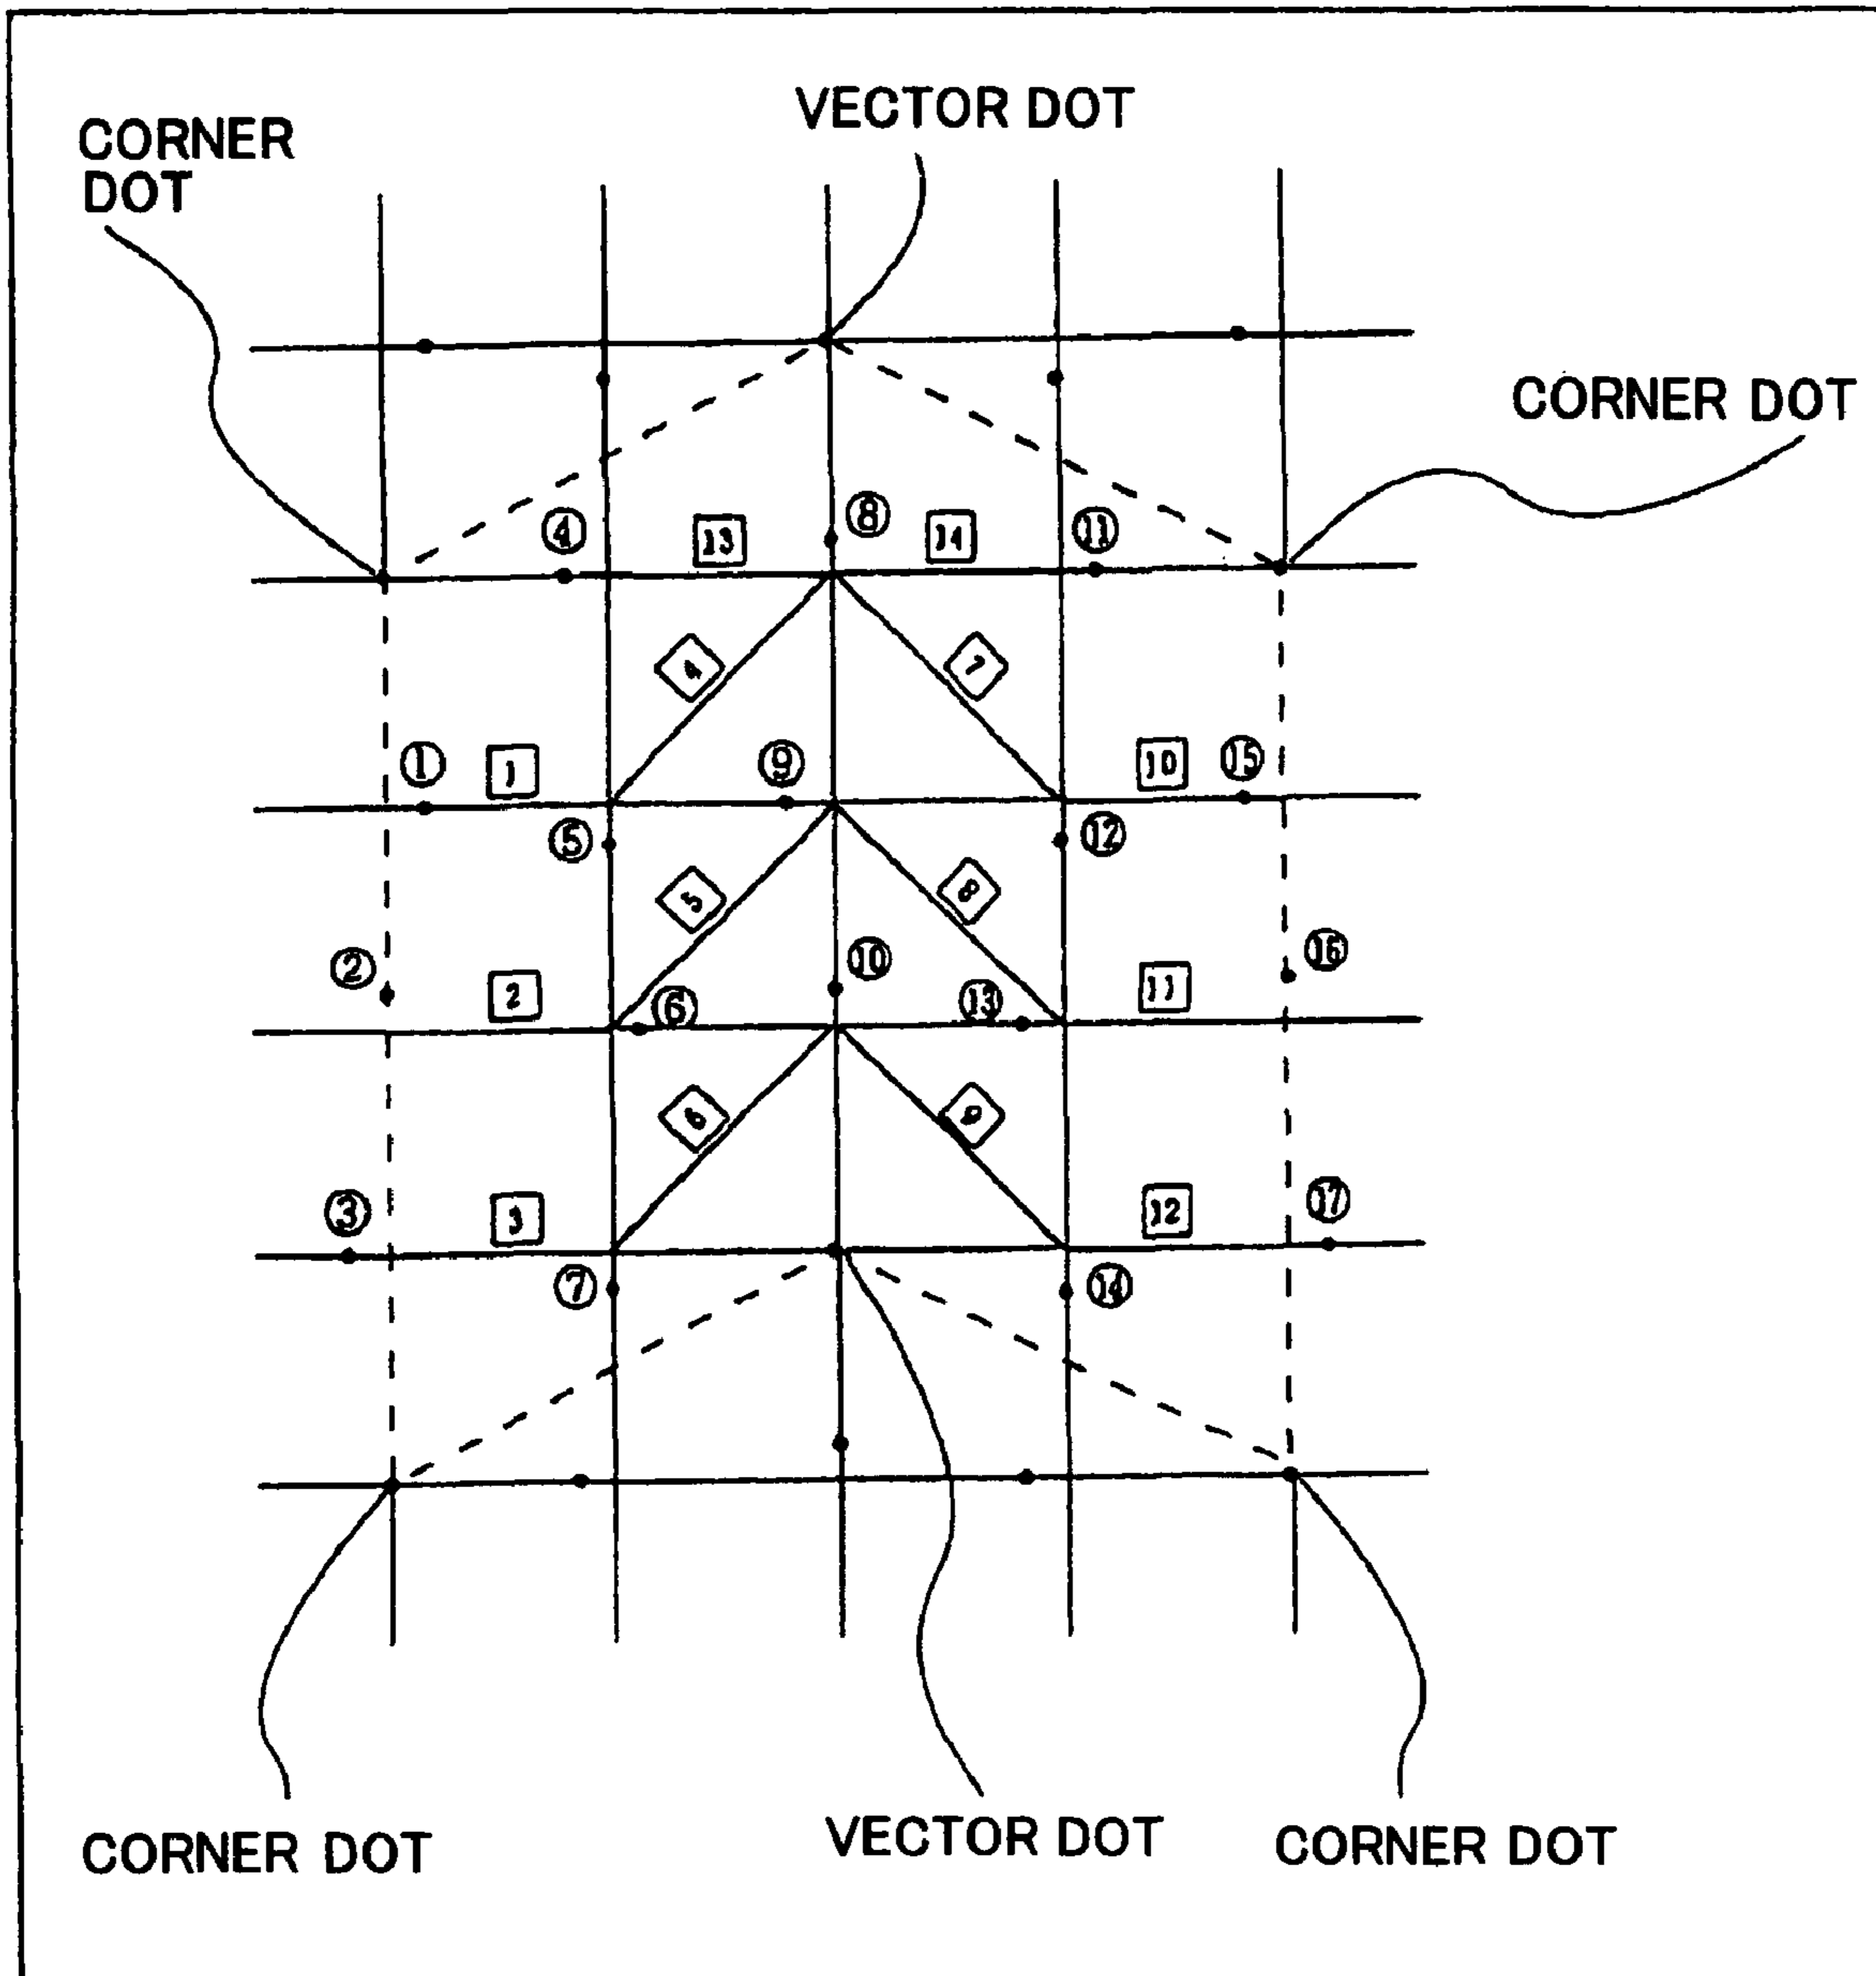 VECTOR DOT
CORNER
DOT
CORNER DOT
④ 13 ⑧ 14 ⑪
4 7
① 1 ⑨ 10 ⑮
⑤ ⑫
5 8
② 2 ⑥ ⑩ ⑬ 11 ⑯
6 9
③ 3 12 ⑰
⑦ ⑭
CORNER DOT VECTOR DOT CORNER DOT